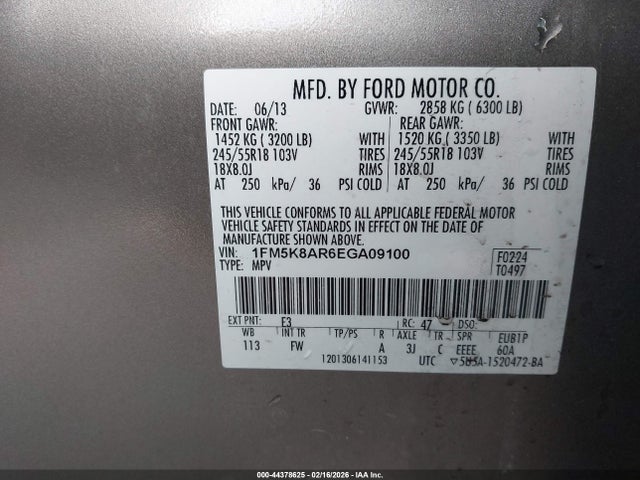 MFD. BY FORD MOTOR CO.
DATE: 06/13 GVWR: 2858 KG ( 6300 LB)
FRONT GAWR: REAR GAWR:
1452 KG ( 3200 LB) WITH 1520 KG ( 3350 LB) WITH
245/55R18 103V TIRES 245/55R18 103V TIRES
18X8.0J RIMS 18X8.0J RIMS
AT 250 kPa/ 36 PSI COLD AT 250 kPa/ 36 PSI COLD
THIS VEHICLE CONFORMS TO ALL APPLICABLE FEDERAL MOTOR
VEHICLE SAFETY STANDARDS IN EFFECT ON THE DATE OF
MANUFACTURE SHOWN ABOVE.
VIN: 1FM5K8AR6EGA09100 F0224
TYPE: MPV T0497
EXT PNT: E3 RC: 47 DSO:
WB INT TR TP/PS R AXLE TR SPR EUB1P
113 FW A 3J C EEEE 60A
1201306141153 UTC -1520472-BA
000-44378625 - 02/16/2026 - IAA Inc.